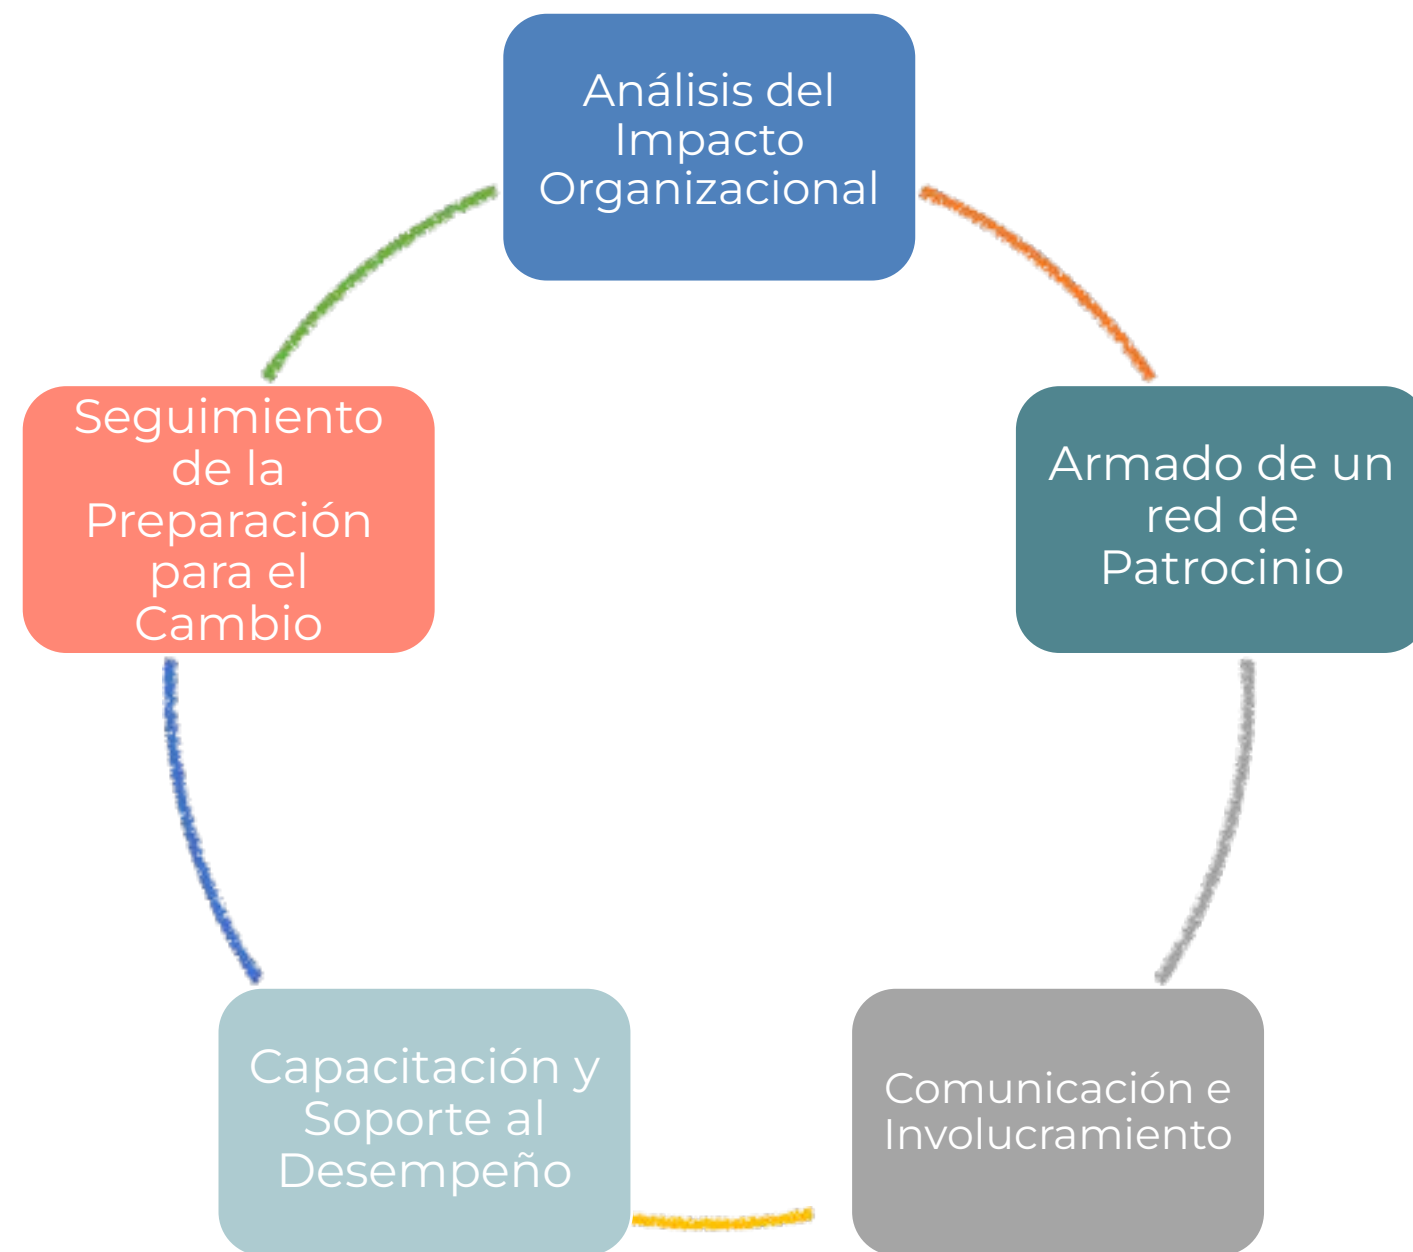 Análisis del
Impacto
Organizacional
Armado de un
red de
Patrocinio
Comunicación e
Involucramiento
Capacitación y
Soporte al
Desempeño
Seguimiento
de la
Preparación
para el
Cambio